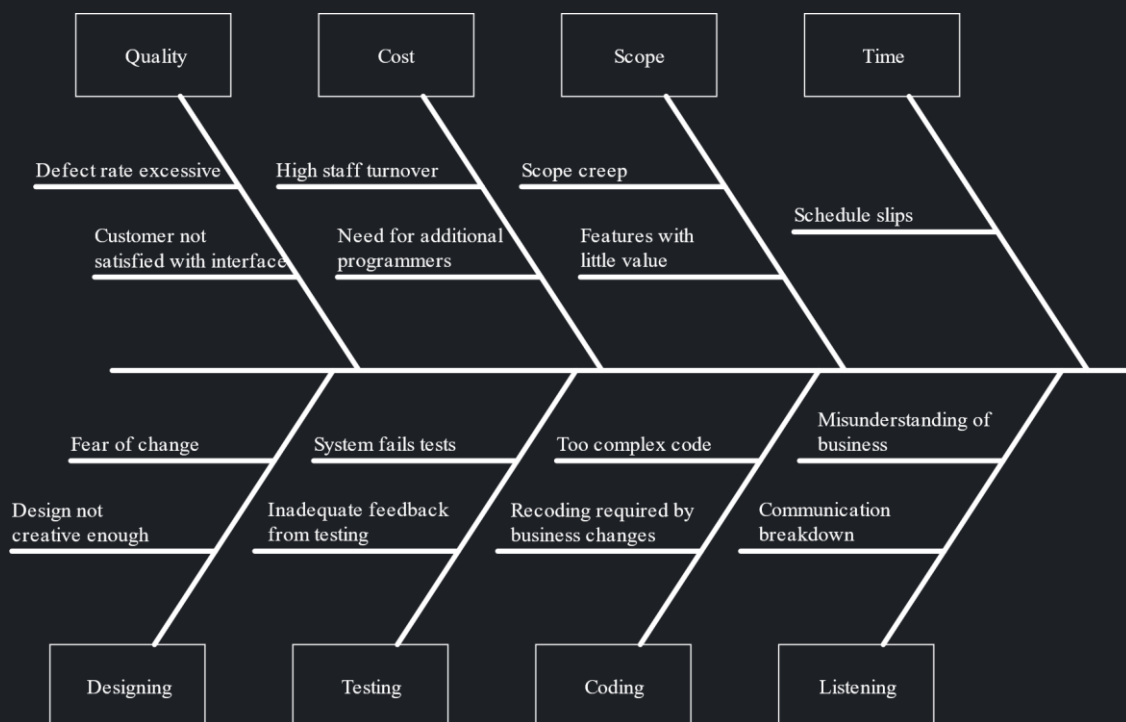 Quality
Cost
Scope
Time
Defect rate excessive
High staff turnover
Scope creep
Schedule slips
Customer not
satisfied with interface
Need for additional
programmers
Features with
little value
Fear of change
System fails tests
Too complex code
Misunderstanding of
business
Design not
creative enough
Inadequate feedback
from testing
Recoding required by
business changes
Communication
breakdown
Designing
Testing
Coding
Listening